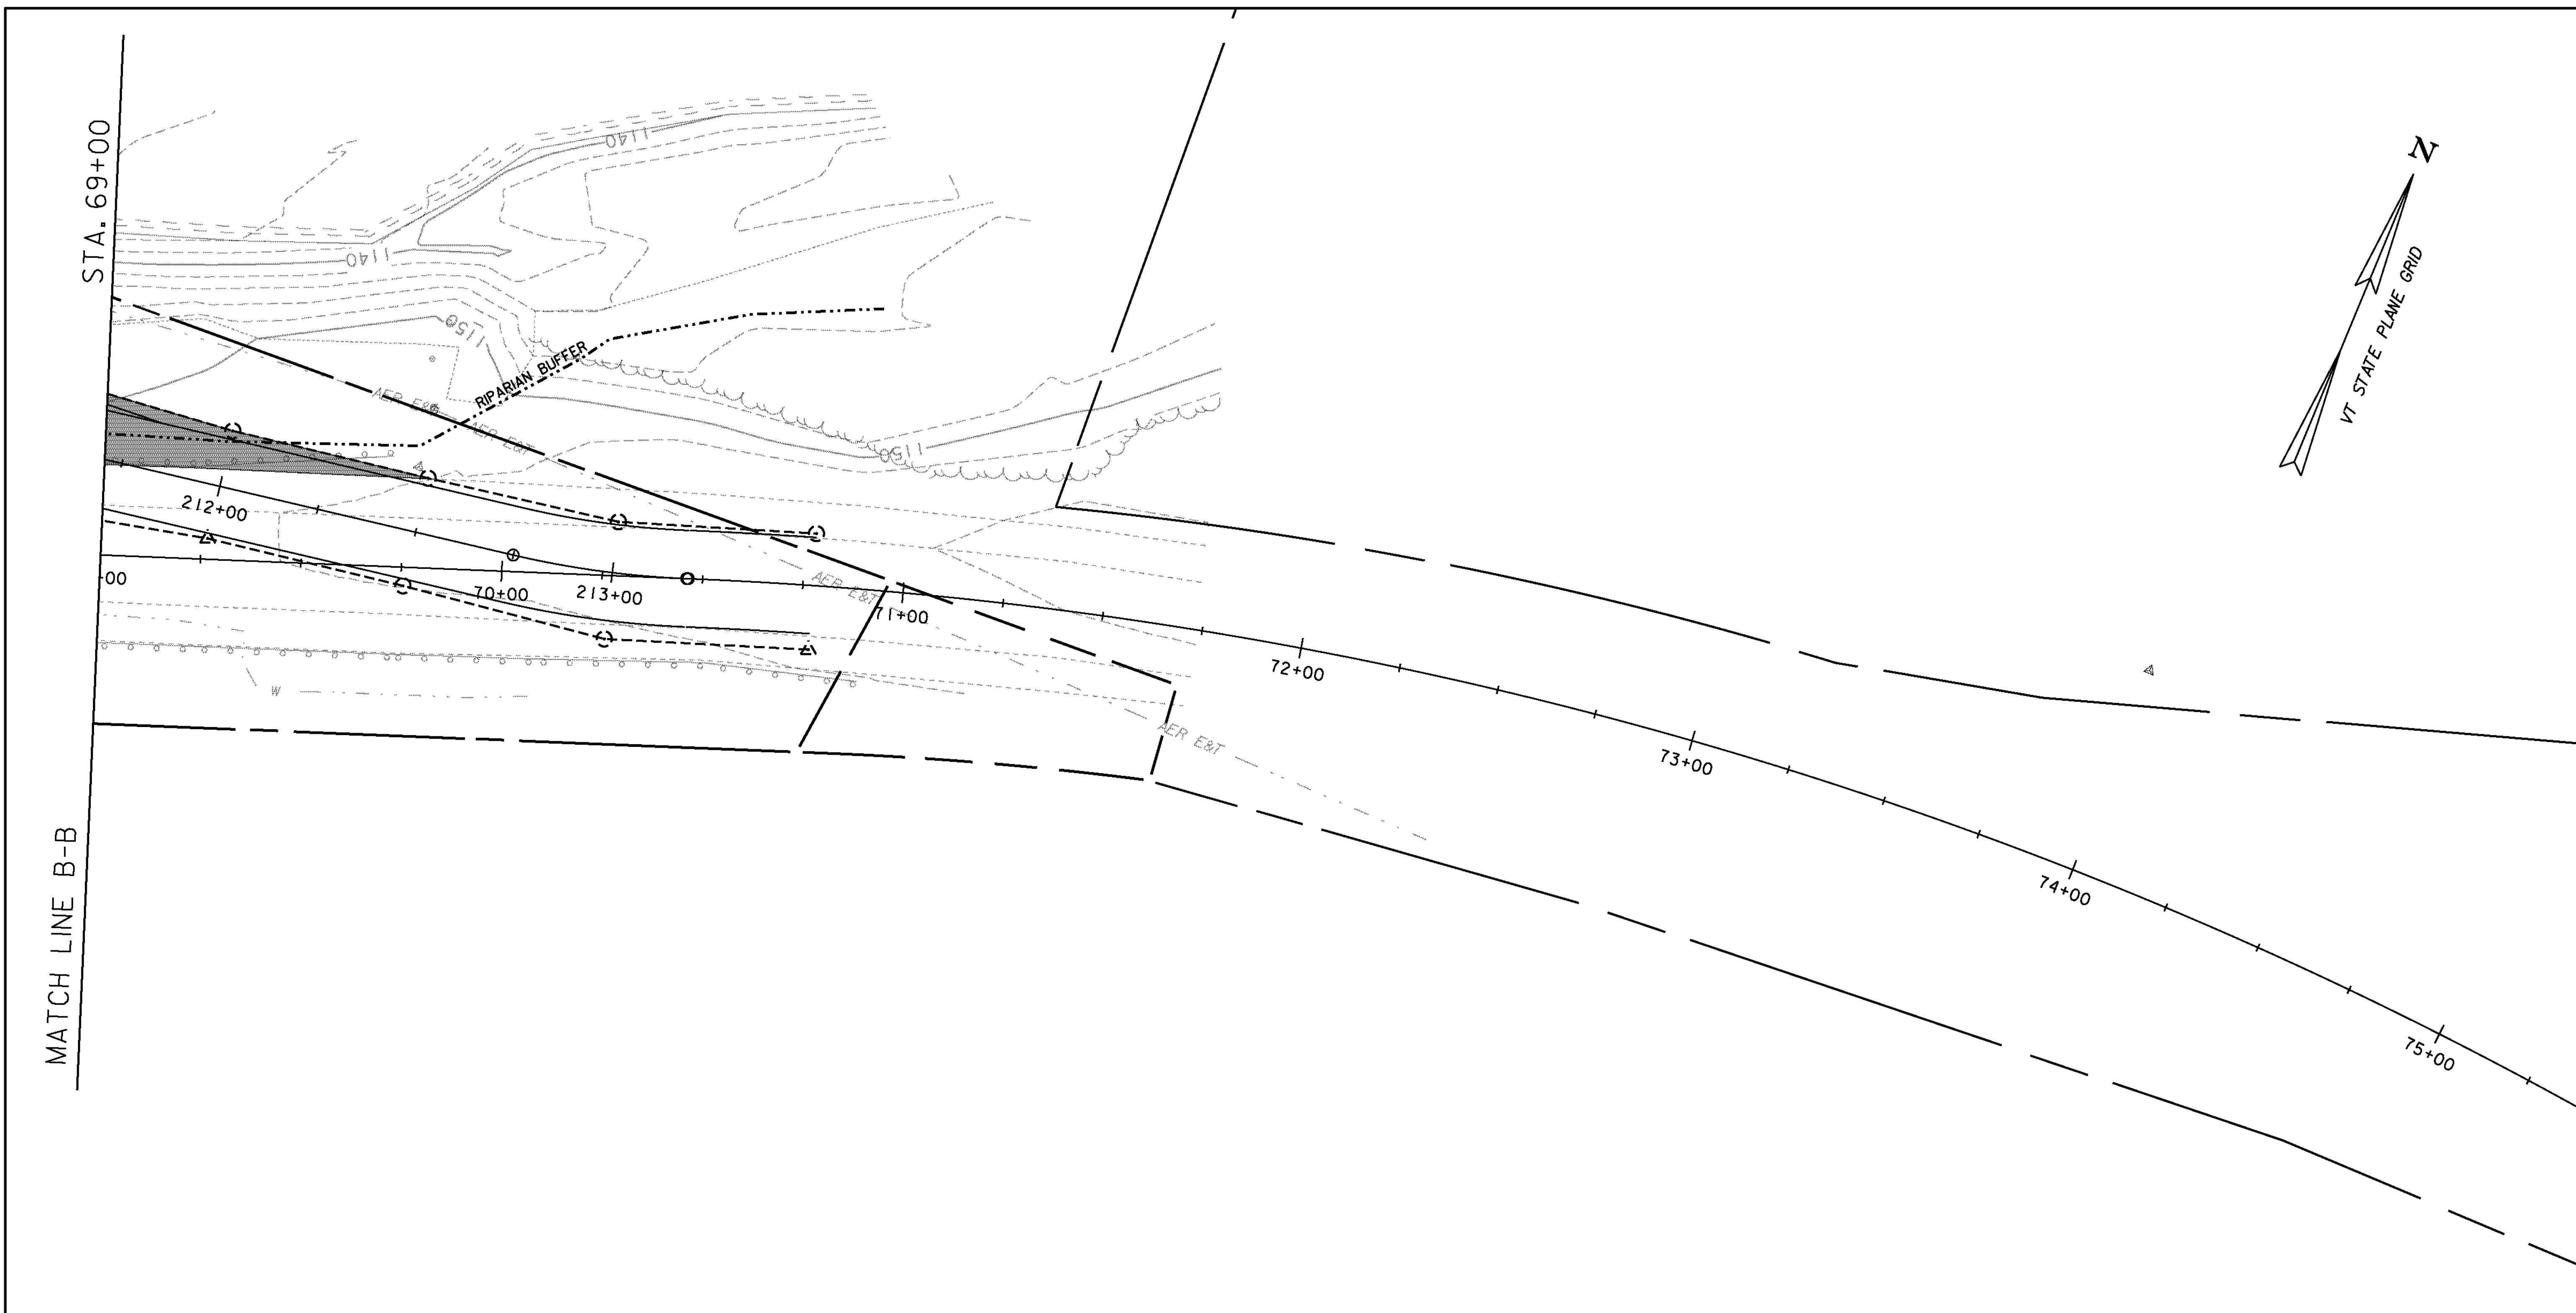 STA. 69+00
MATCH LINE B-B
N
VT STATE PLANE GRID
1140
1140
1150
RIPARIAN BUFFER
AER E&T
AER E&T
1150
212+00
+00
70+00
213+00
AER E&T
71+00
72+00
W
AER E&T
73+00
74+00
75+00